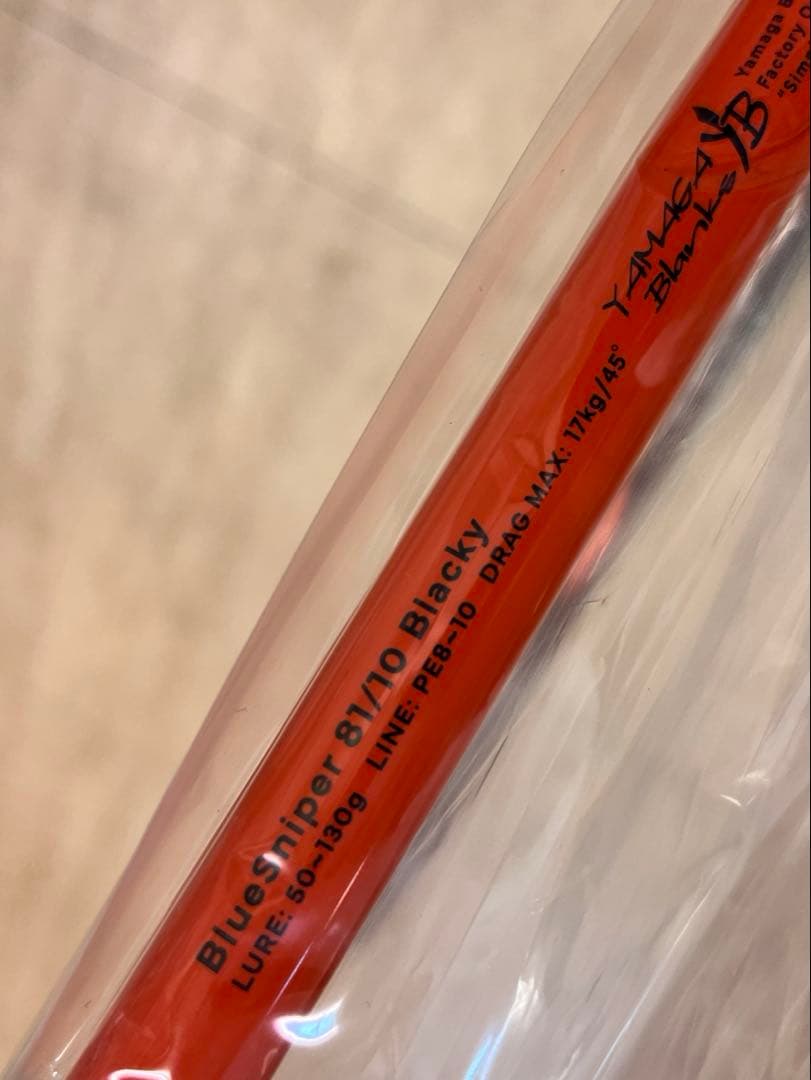 BlueSniper 81/10 Blacky
LURE: 50~130g LINE: PE8~10 DRAG MAX: 17kg/45°
YAMAGA
Blanks
YB
Yamaga
Factory